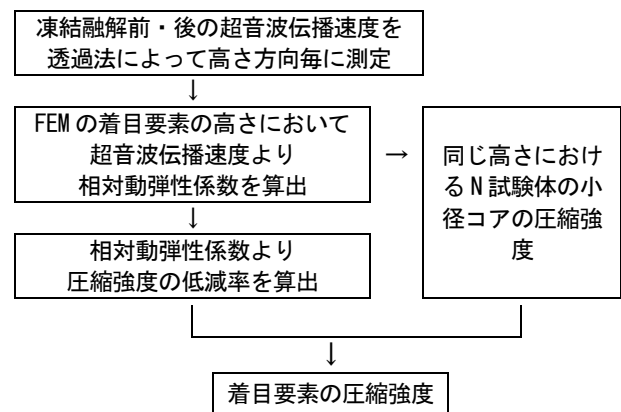 凍結融解前・後の超音波伝播速度を
透過法によって高さ方向毎に測定
↓
FEMの着目要素の高さにおいて
超音波伝播速度より
相対動弾性係数を算出
→
同じ高さにおけ
るN試験体の小
径コアの圧縮強
度
↓
相対動弾性係数より
圧縮強度の低減率を算出
↓
着目要素の圧縮強度